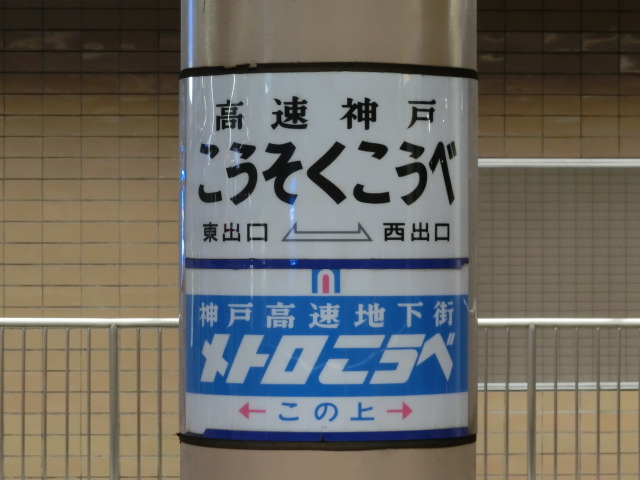 高速神戸
こうそくこうべ
東出口 西出口
神戸高速地下街
メトロこうべ
← この上 →